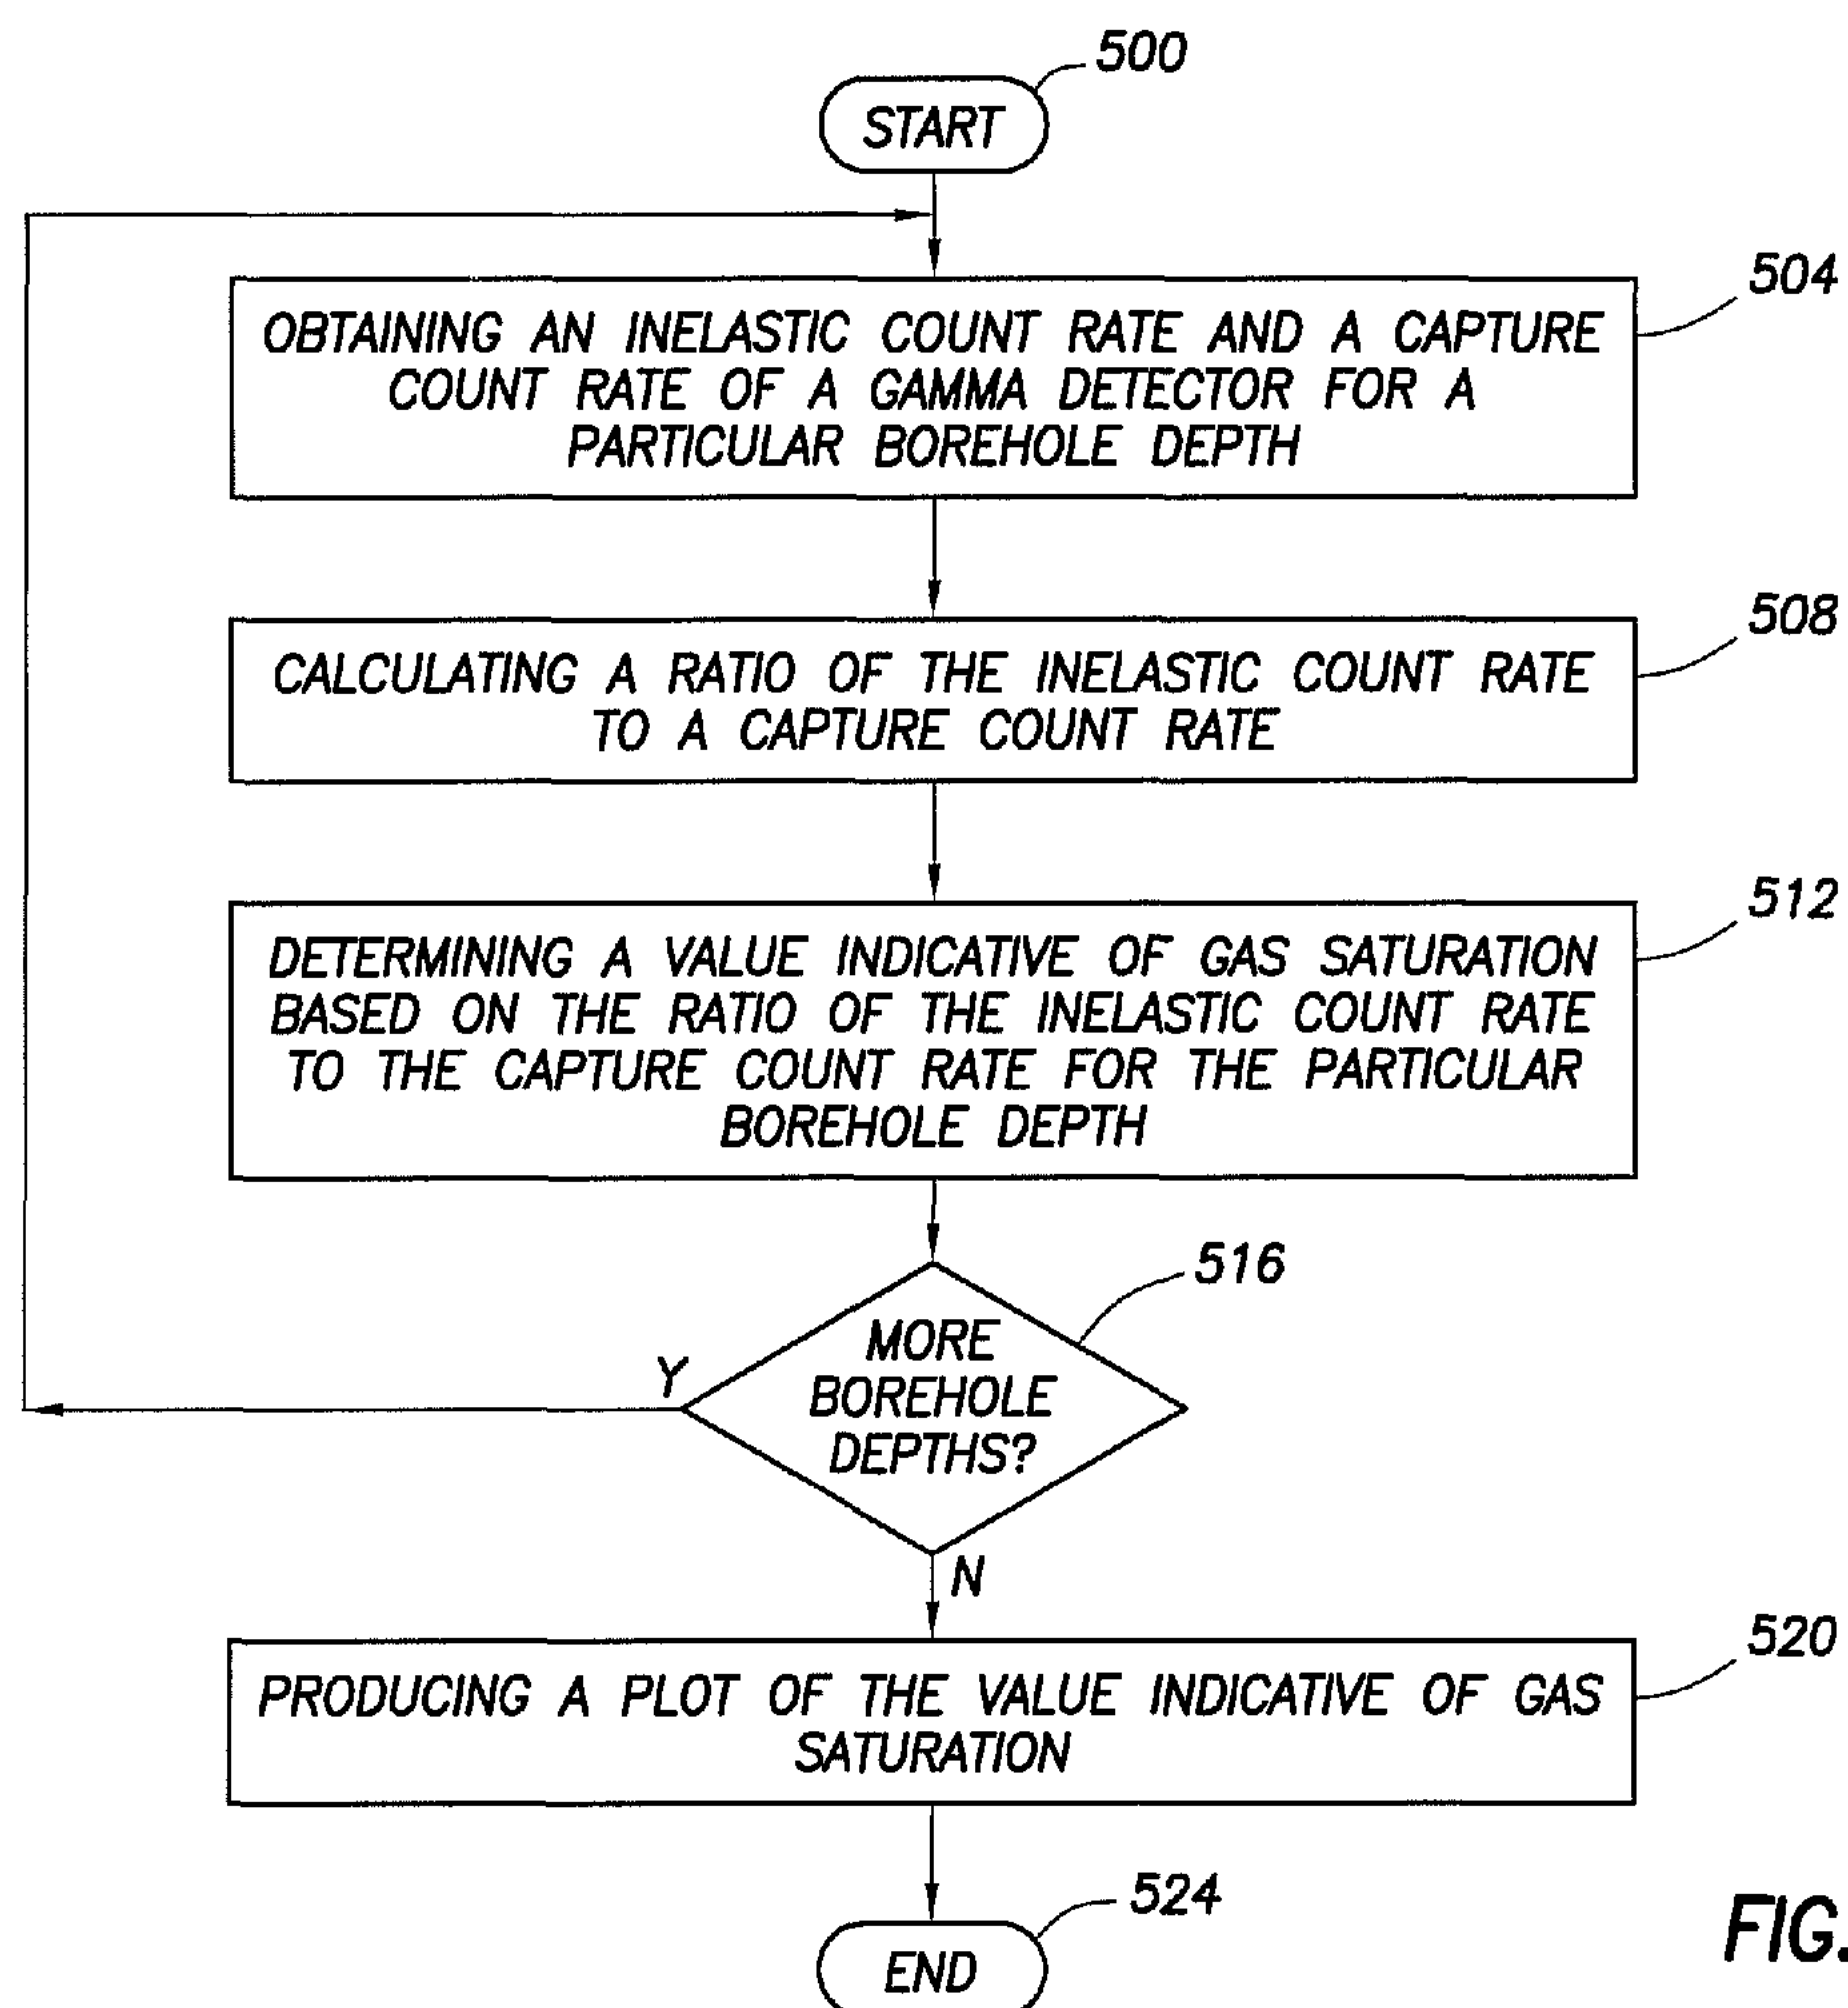 500
START
504
OBTAINING AN INELASTIC COUNT RATE AND A CAPTURE
COUNT RATE OF A GAMMA DETECTOR FOR A
PARTICULAR BOREHOLE DEPTH
508
CALCULATING A RATIO OF THE INELASTIC COUNT RATE
TO A CAPTURE COUNT RATE
512
DETERMINING A VALUE INDICATIVE OF GAS SATURATION
BASED ON THE RATIO OF THE INELASTIC COUNT RATE
TO THE CAPTURE COUNT RATE FOR THE PARTICULAR
BOREHOLE DEPTH
516
MORE
BOREHOLE
DEPTHS?
Y
N
520
PRODUCING A PLOT OF THE VALUE INDICATIVE OF GAS
SATURATION
524
END
FIG.